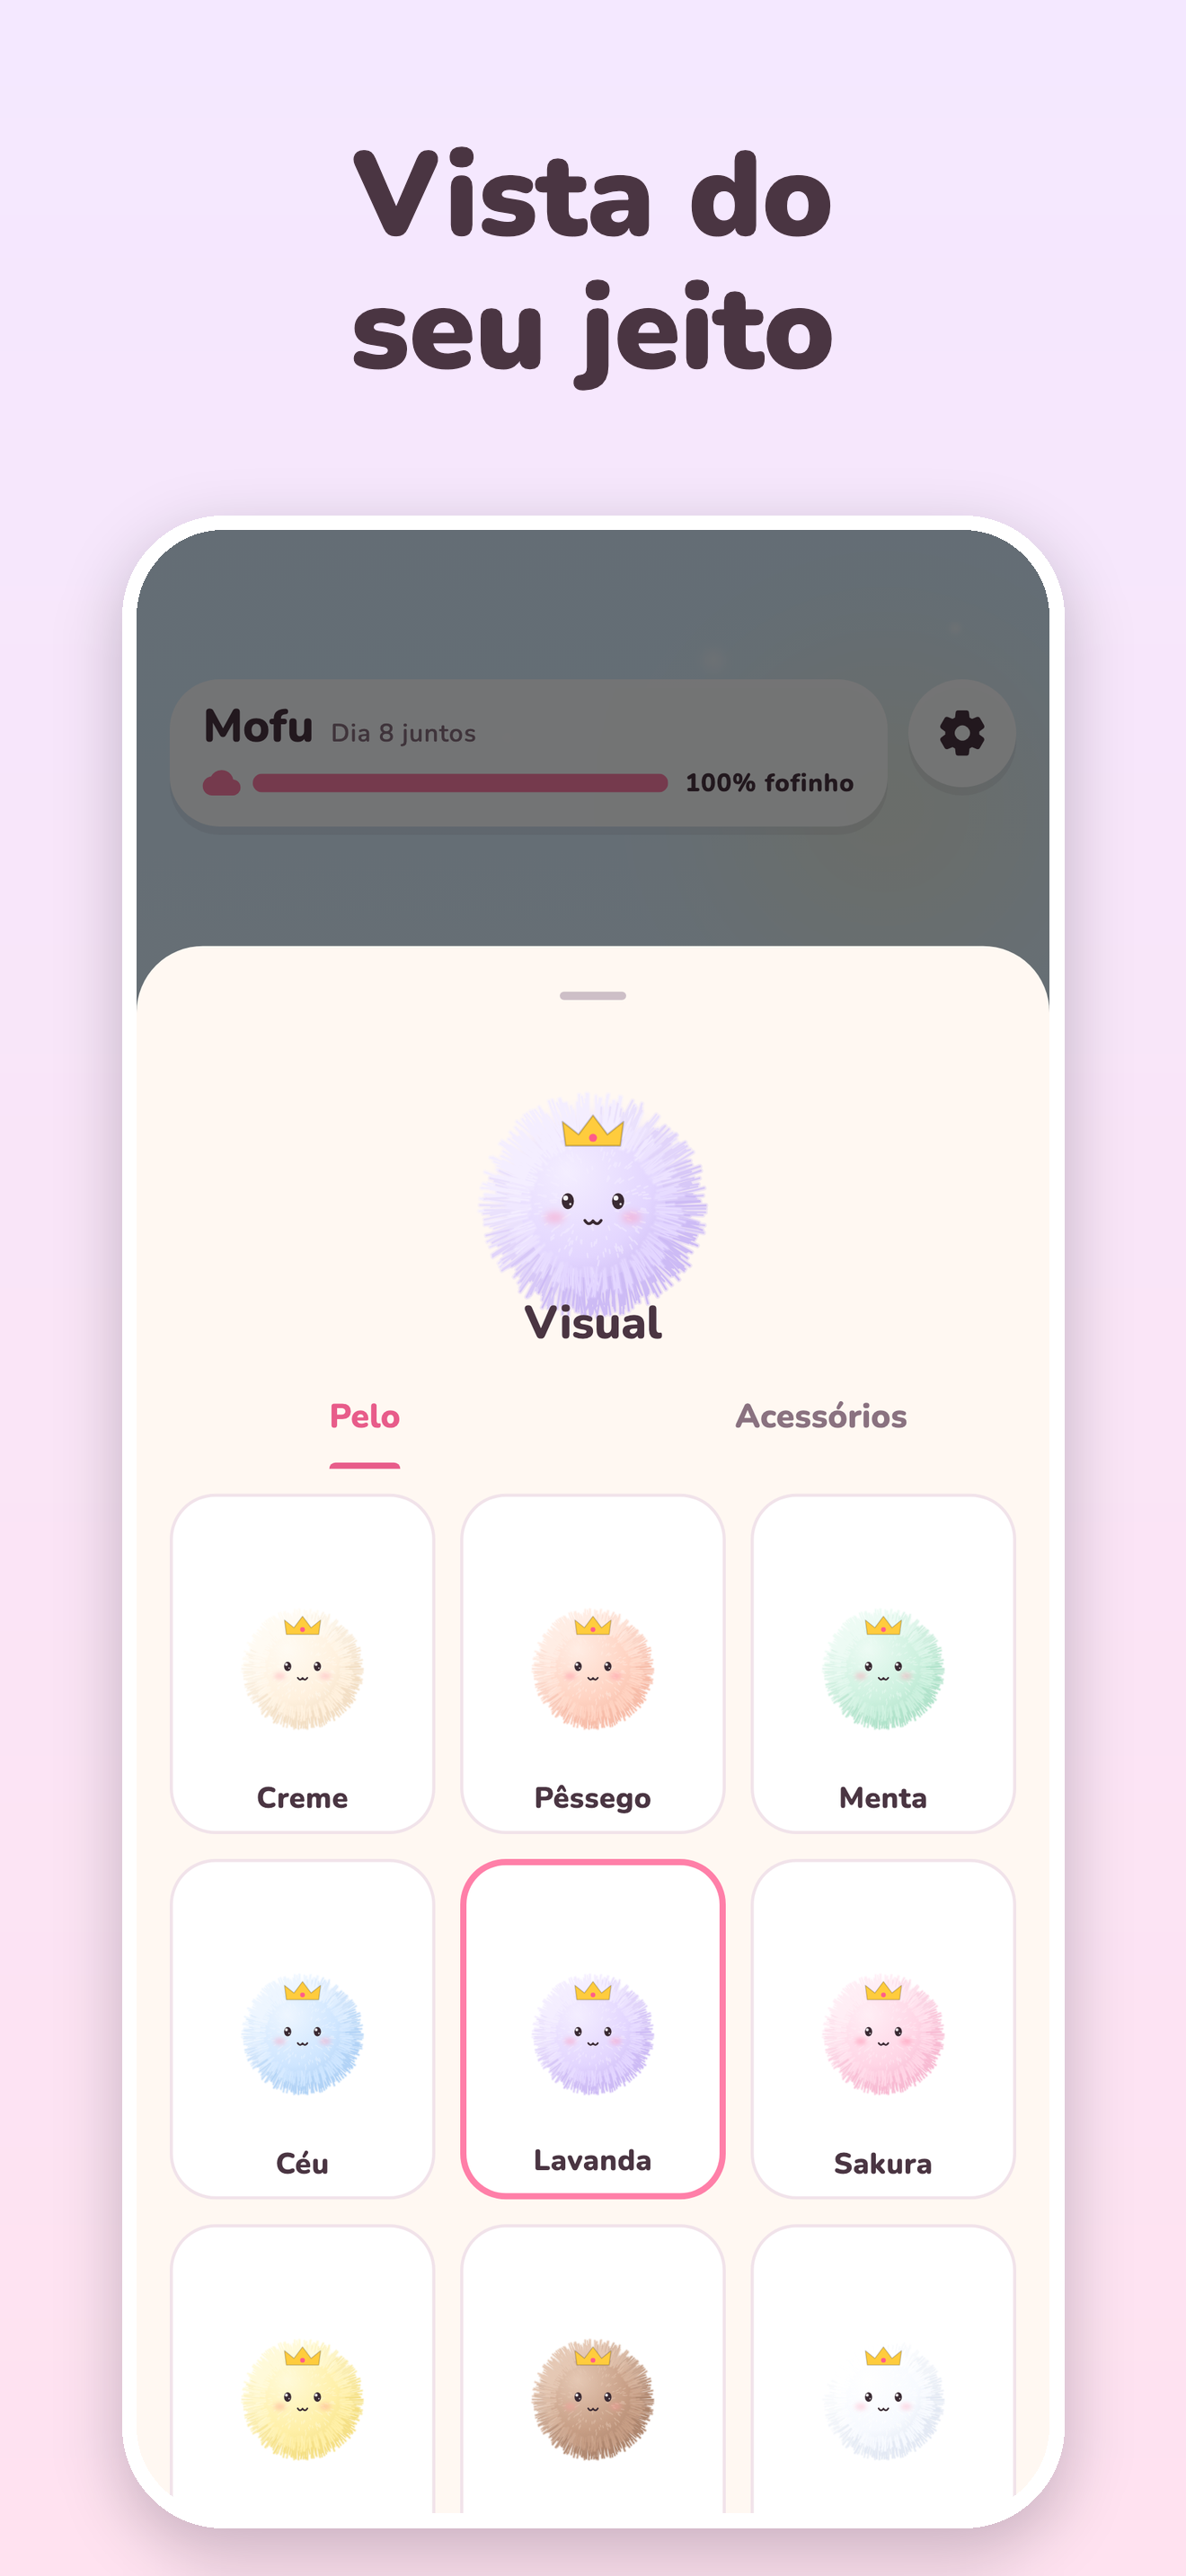 Vista do
seu jeito
Mofu Dia 8 juntos
100% fofinho
Visual
Pelo Acessórios
Creme Pêssego Menta
Céu Lavanda Sakura